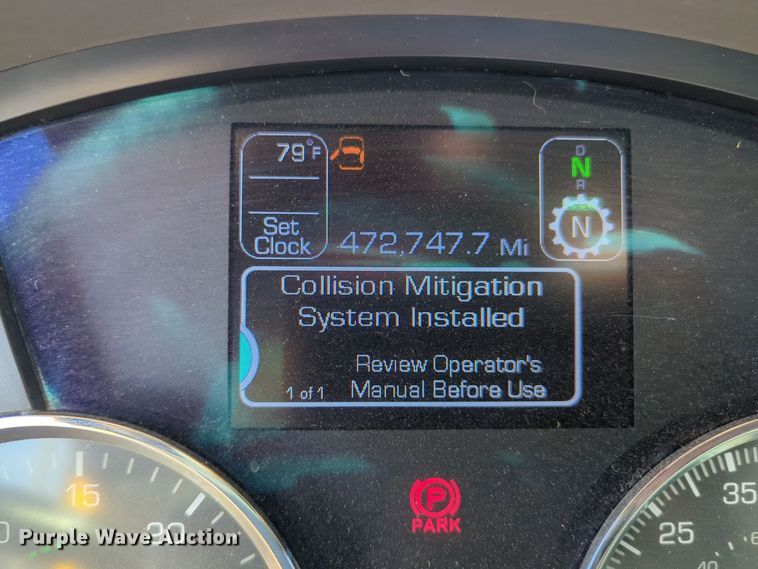 79°F
D
N
R
Set
Clock
472,747.7 Mi
N
Collision Mitigation
System Installed
Review Operator's
1 of 1 Manual Before Use
P
PARK
15
30
35
25
Purple Wave Auction